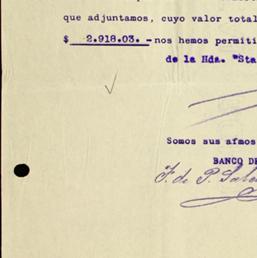 que adjuntamos, cuyo valor total
$ 2.918.03.-nos hemos permiti
de la Hda. "Sta
Somos sus afmos
BANCO DE
F. de P.